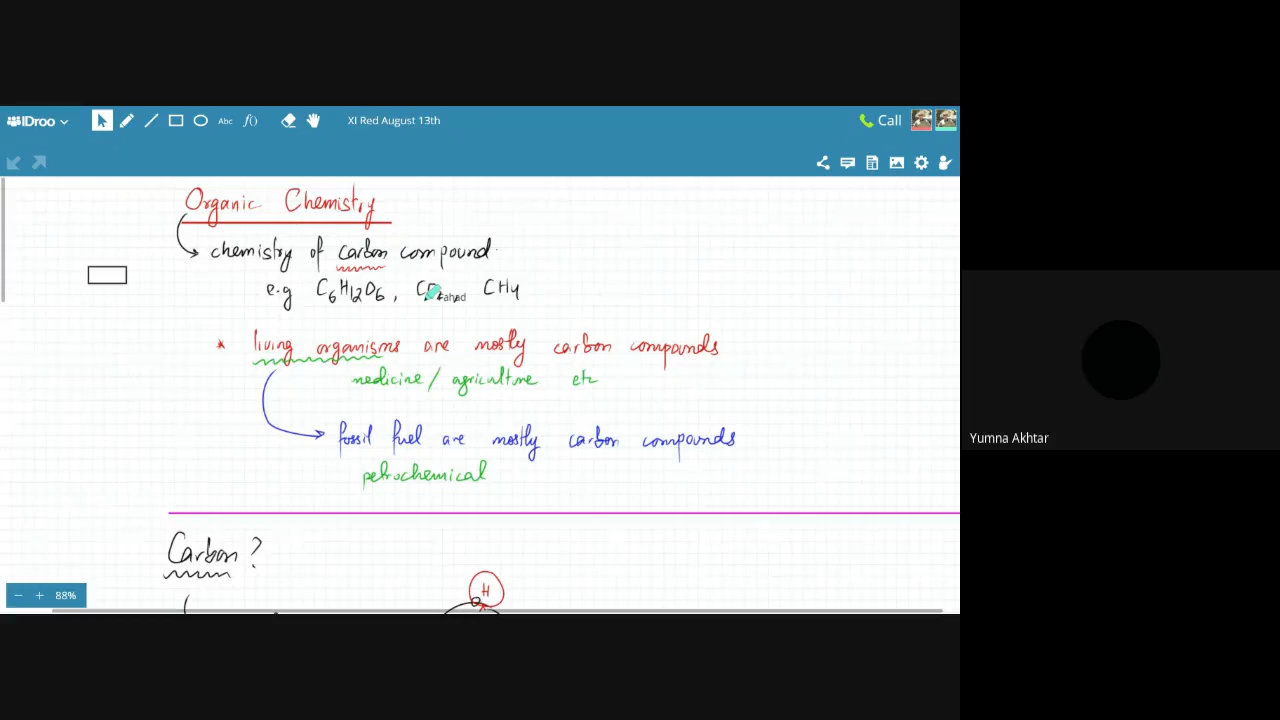 IDroo
Abc
f()
XI Red August 13th
Call
Organic Chemistry
chemistry of carbon compound.
e.g C6H12O6, CH4
ahad
* living organisms are mostly carbon compounds
medicine / agriculture etc
fossil fuel are mostly carbon compounds
petrochemical
Carbon ?
H
− + 88%
Yumna Akhtar